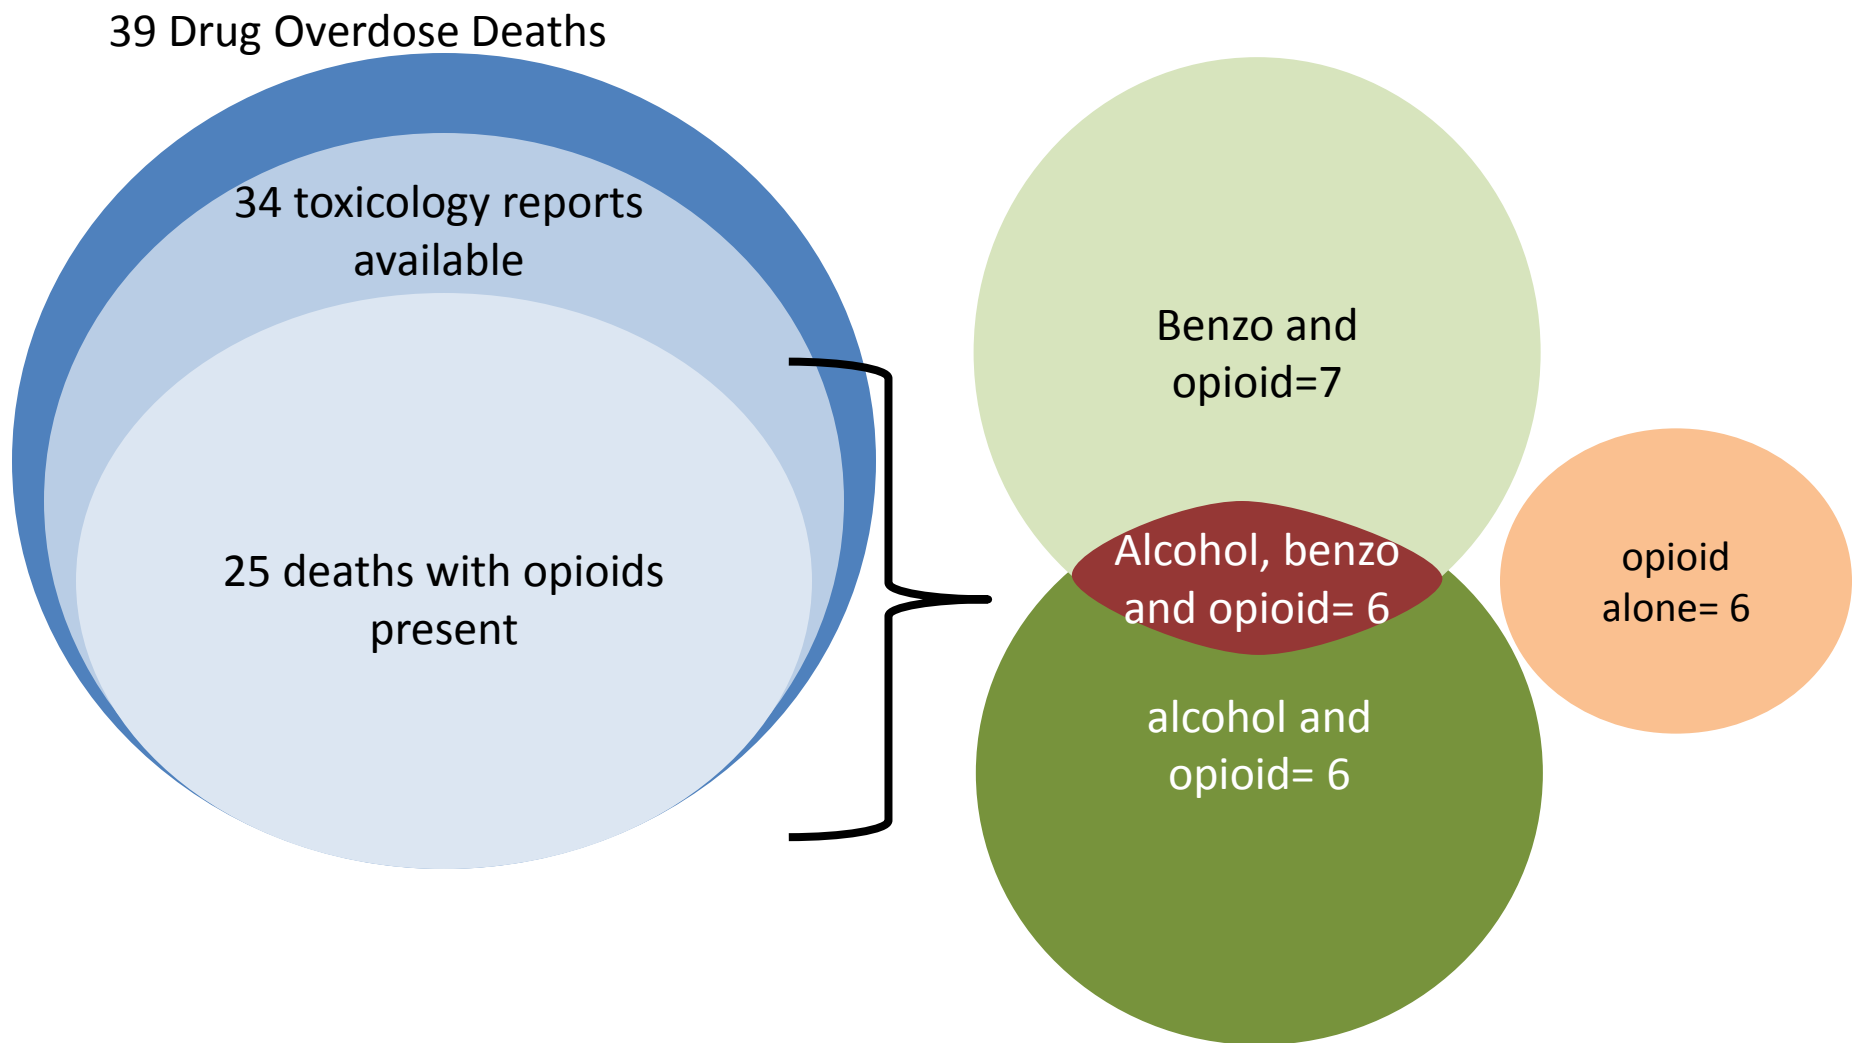 39 Drug Overdose Deaths
34 toxicology reports
available
25 deaths with opioids
present
Benzo and
opioid=7
Alcohol, benzo
and opioid= 6
alcohol and
opioid= 6
opioid
alone= 6